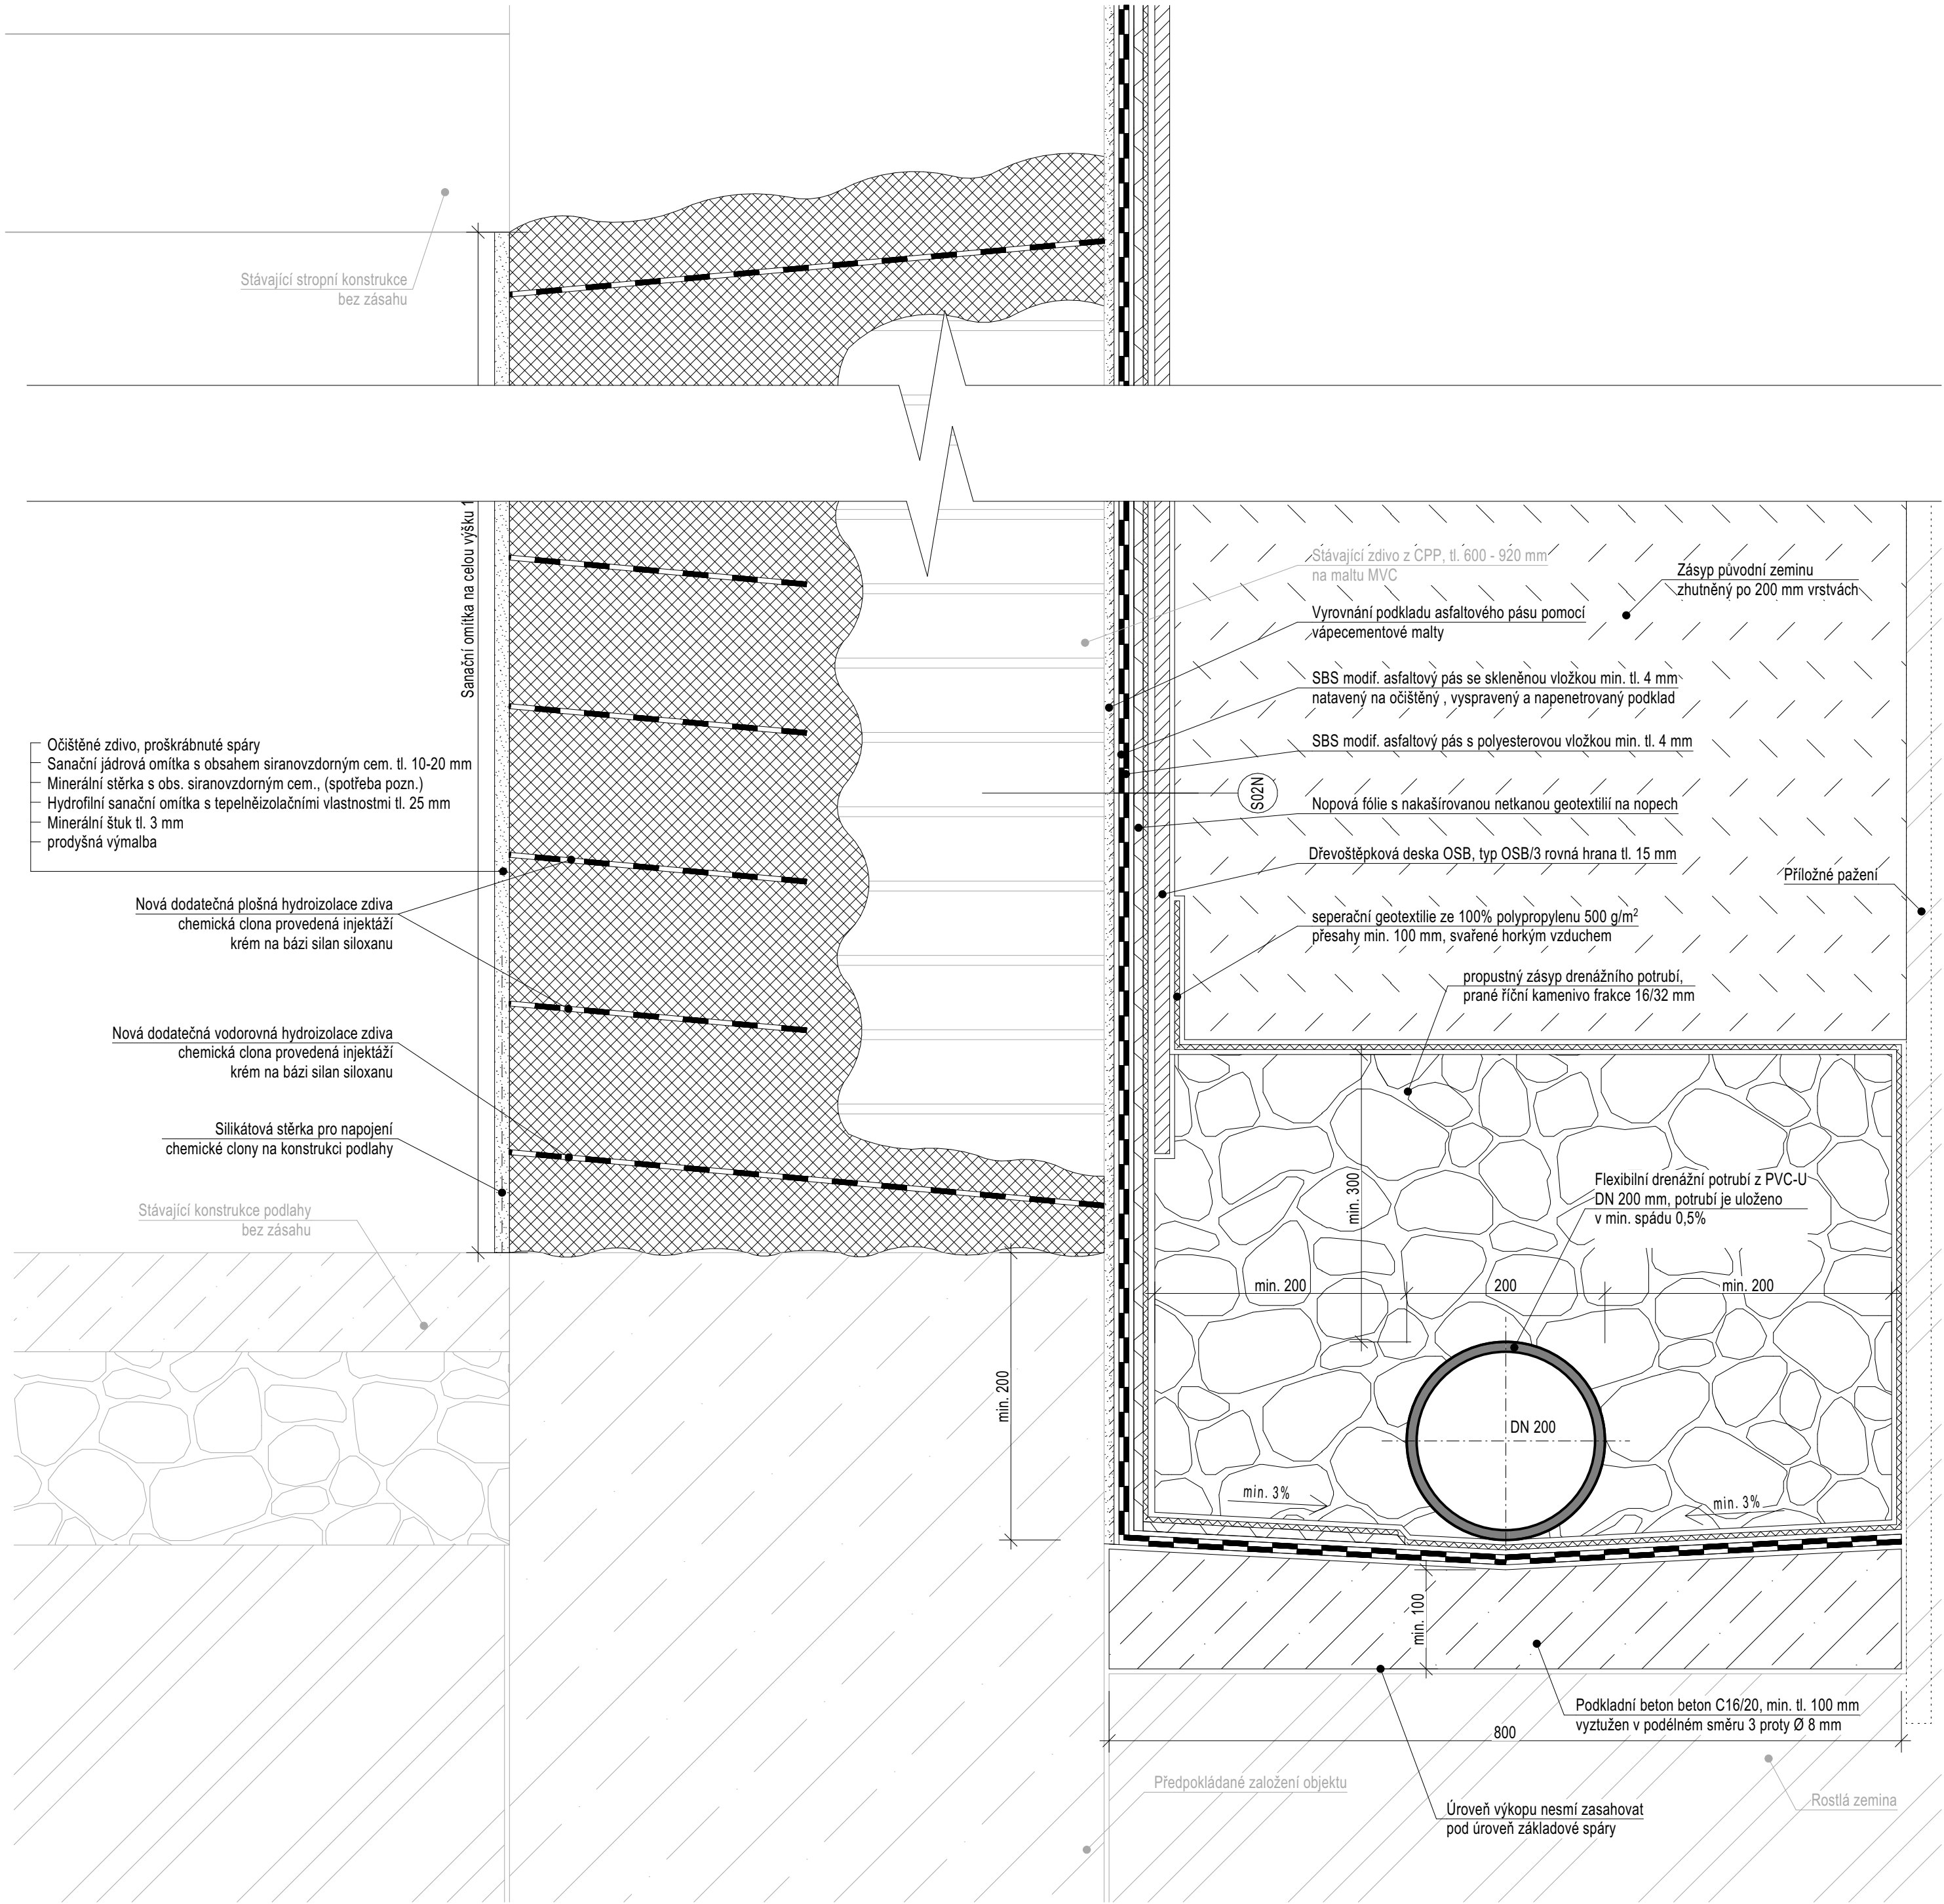 Stávající stropní konstrukce
bez zásahu
Sanační omítka na celou výšku 1
Očištěné zdivo, proškrábnuté spáry
Sanační jádrová omítka s obsahem siranovzdorným cem. tl. 10-20 mm
Minerální stěrka s obs. siranovzdorným cem., (spotřeba pozn.)
Hydrofilní sanační omítka s tepelněizolačními vlastnostmi tl. 25 mm
Minerální štuk tl. 3 mm
prodyšná výmalba
Nová dodatečná plošná hydroizolace zdiva
chemická clona provedená injektáží
krém na bázi silan siloxanu
Nová dodatečná vodorovná hydroizolace zdiva
chemická clona provedená injektáží
krém na bázi silan siloxanu
Silikátová stěrka pro napojení
chemické clony na konstrukci podlahy
Stávající konstrukce podlahy
bez zásahu
Stávající zdivo z CPP, tl. 600 - 920 mm
na maltu MVC
Zásyp původní zeminu
zhutněný po 200 mm vrstvách
Vyrovnání podkladu asfaltového pásu pomocí
vápecementové malty
SBS modif. asfaltový pás se skleněnou vložkou min. tl. 4 mm
natavený na očištěný , vyspravený a napenetrovaný podklad
SBS modif. asfaltový pás s polyesterovou vložkou min. tl. 4 mm
S02N
Nopová fólie s nakašírovanou netkanou geotextilií na nopech
Dřevoštěpková deska OSB, typ OSB/3 rovná hrana tl. 15 mm
Příložné pažení
seperační geotextilie ze 100% polypropylenu 500 g/m²
přesahy min. 100 mm, svařené horkým vzduchem
propustný zásyp drenážního potrubí,
prané říční kamenivo frakce 16/32 mm
min. 300
Flexibilní drenážní potrubí z PVC-U
DN 200 mm, potrubí je uloženo
v min. spádu 0,5%
min. 200
200
min. 200
min. 200
DN 200
min. 3%
min. 3%
min. 100
Podkladní beton beton C16/20, min. tl. 100 mm
vyztužen v podélném směru 3 proty Ø 8 mm
800
Předpokládané založení objektu
Úroveň výkopu nesmí zasahovat
pod úroveň základové spáry
Rostlá zemina